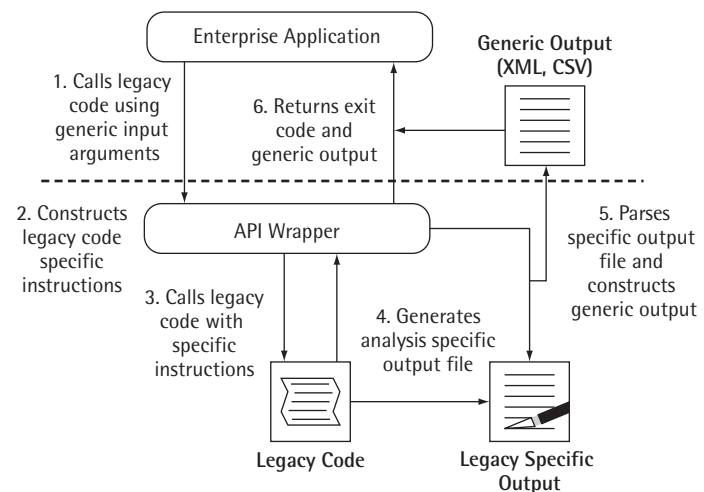 Enterprise Application
Generic Output
(XML, CSV)
1. Calls legacy
code using
generic input
arguments
6. Returns exit
code and
generic output
2. Constructs
legacy code
specific
instructions
API Wrapper
5. Parses
specific output
file and
constructs
generic output
3. Calls legacy
code with
specific
instructions
4. Generates
analysis specific
output file
Legacy Code
Legacy Specific
Output